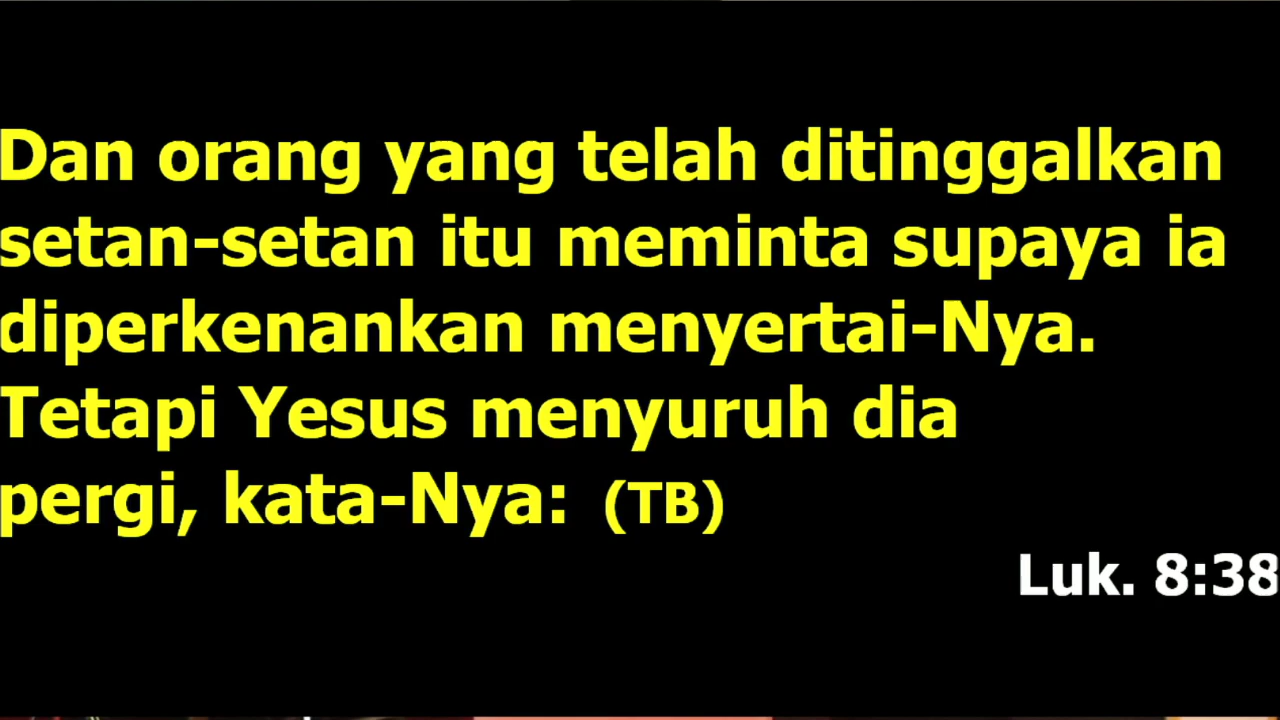 Dan orang yang telah ditinggalkan
setan-setan itu meminta supaya ia
diperkenankan menyertai-Nya.
Tetapi Yesus menyuruh dia
pergi, kata-Nya: (TB)
Luk. 8:38